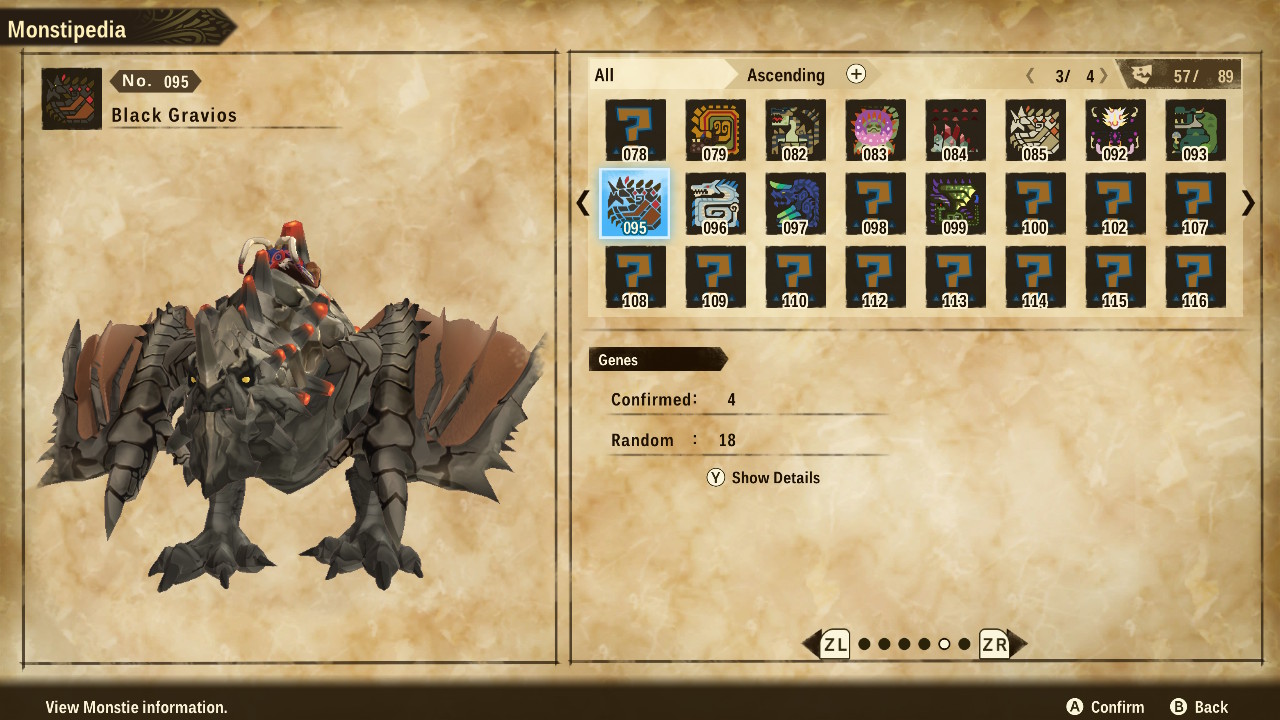 Monstipedia
No. 095
Black Gravios
All
Ascending +
3/ 4
57/ 89
? 078
079
082
083
084
085
092
093
095
096
097
? 098
099
? 100
? 102
? 107
? 108
? 109
? 110
? 112
? 113
? 114
? 115
? 116
Genes
Confirmed: 4
Random : 18
Y Show Details
ZL ZR
View Monstie information.
A Confirm B Back